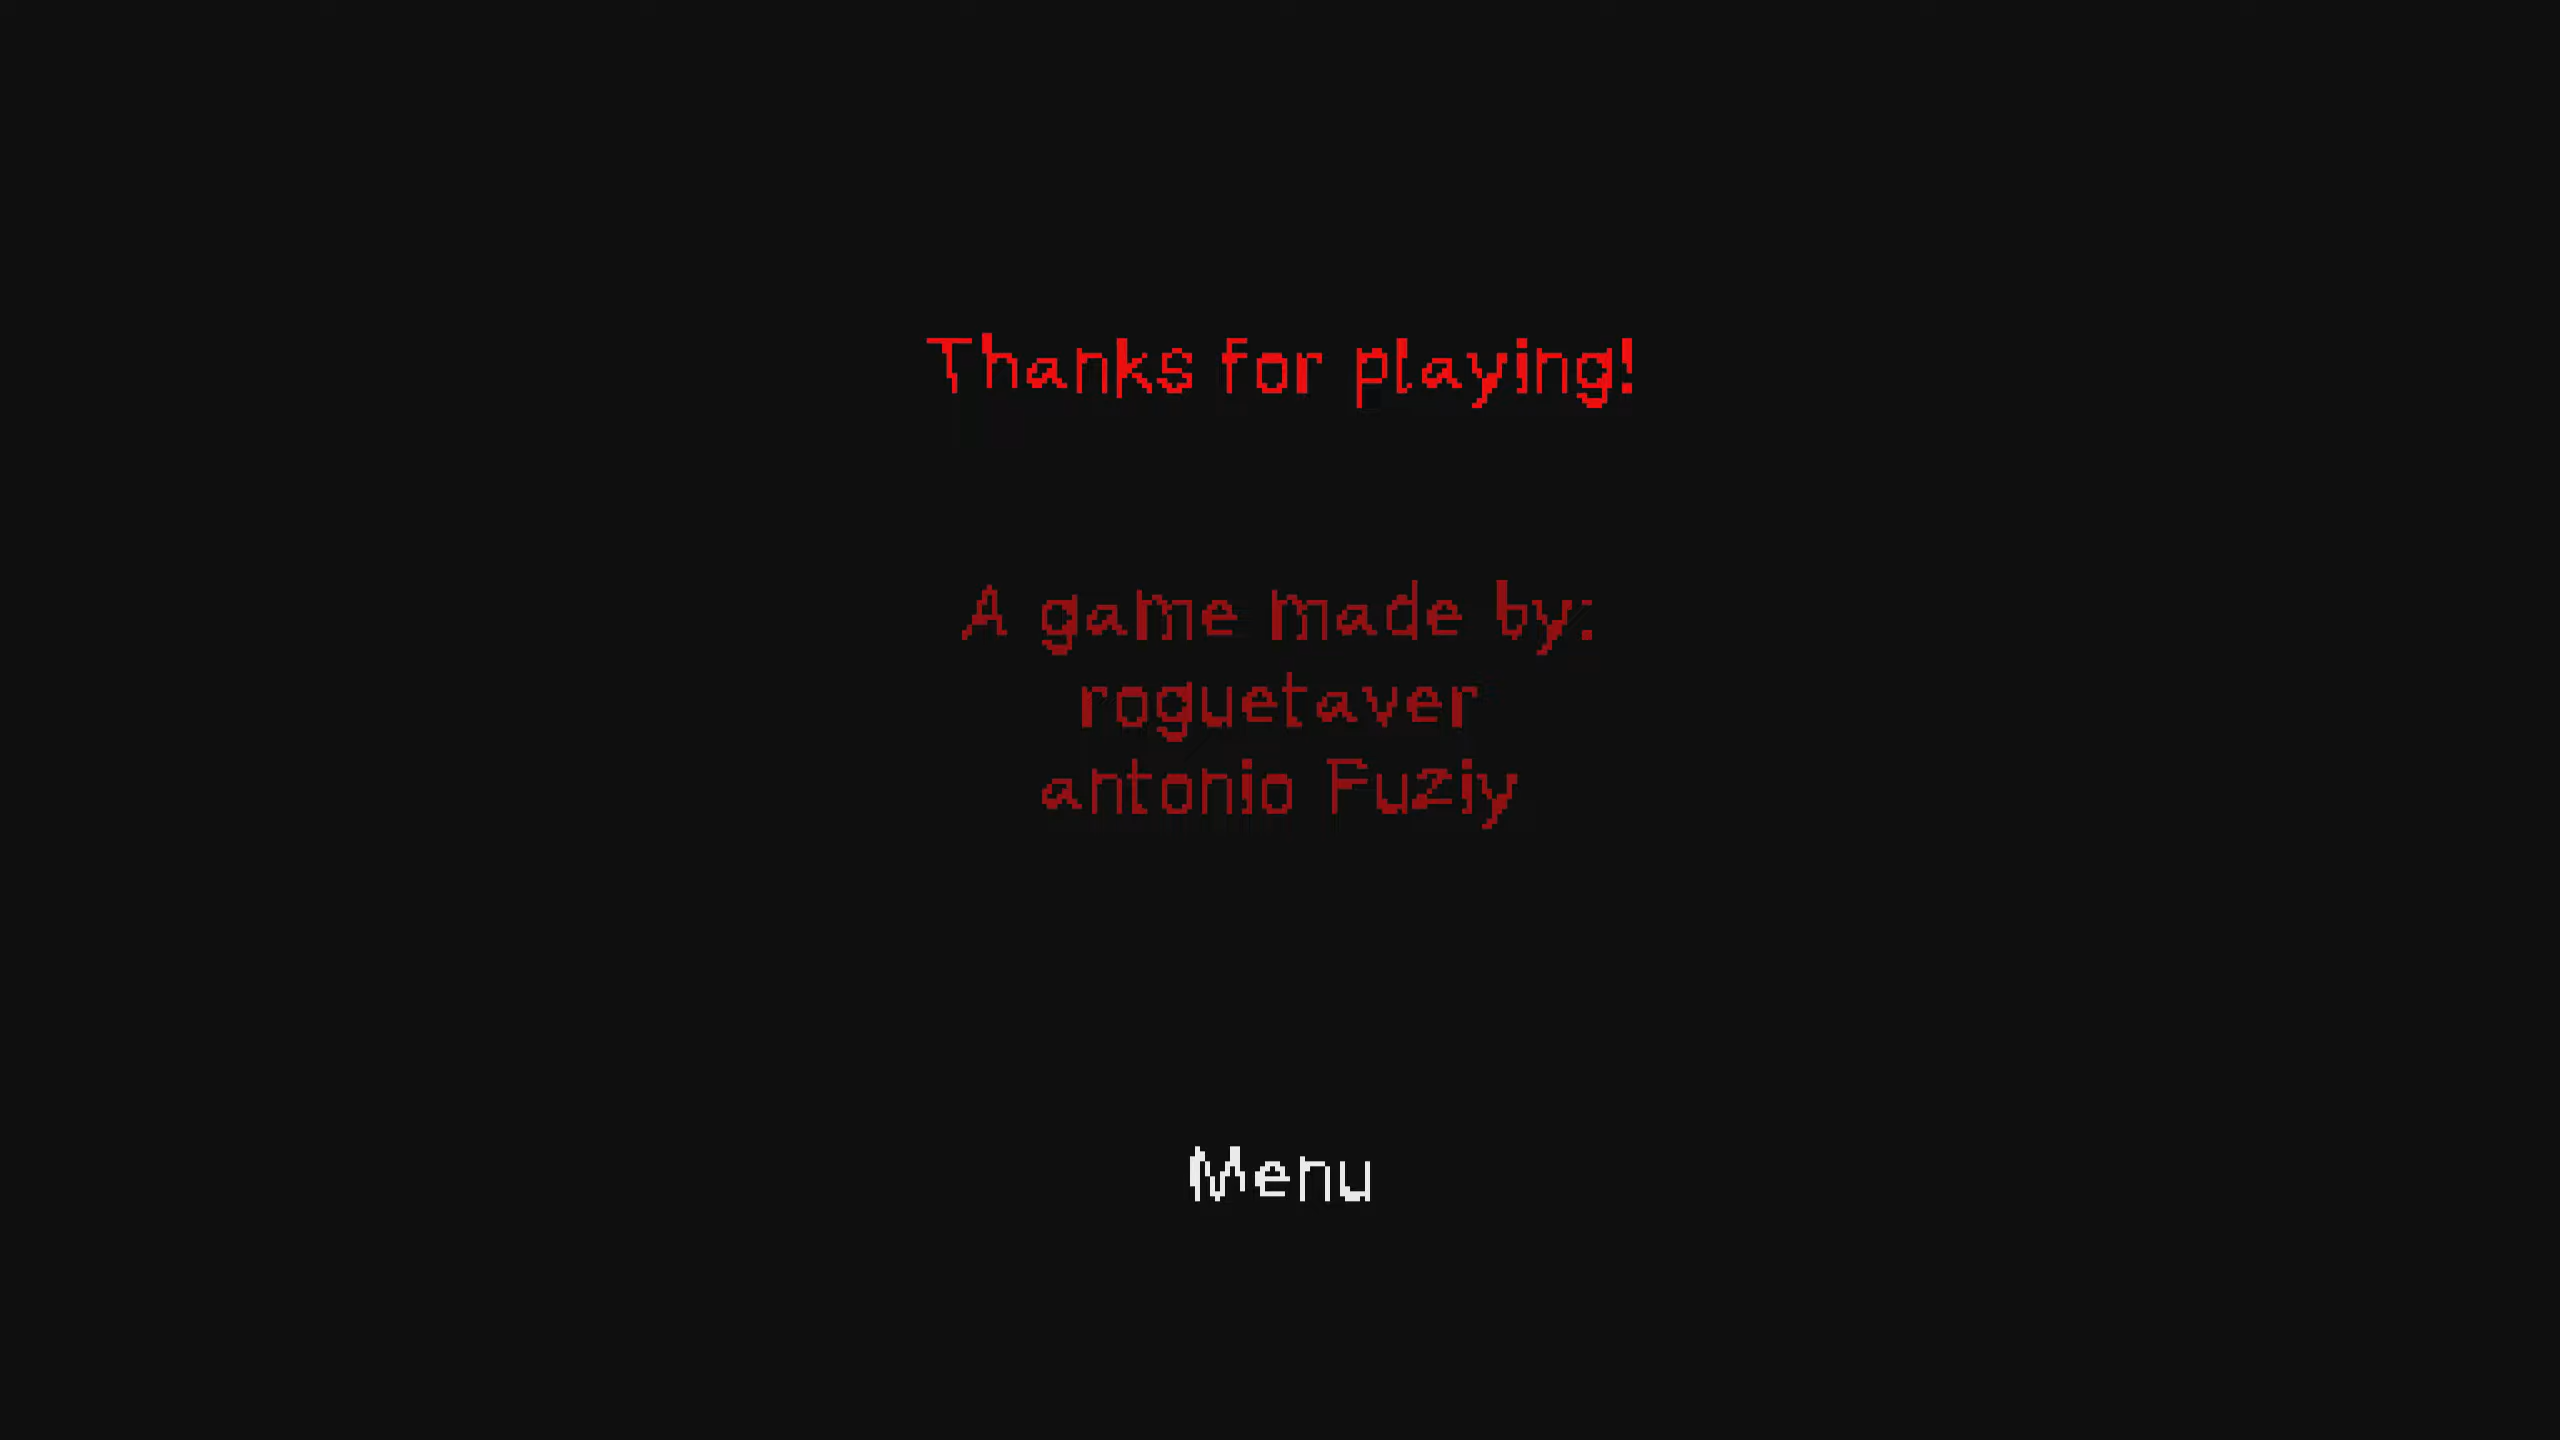 Thanks for playing!
A game made by:
roguetaver
antonio Fuziy
Menu